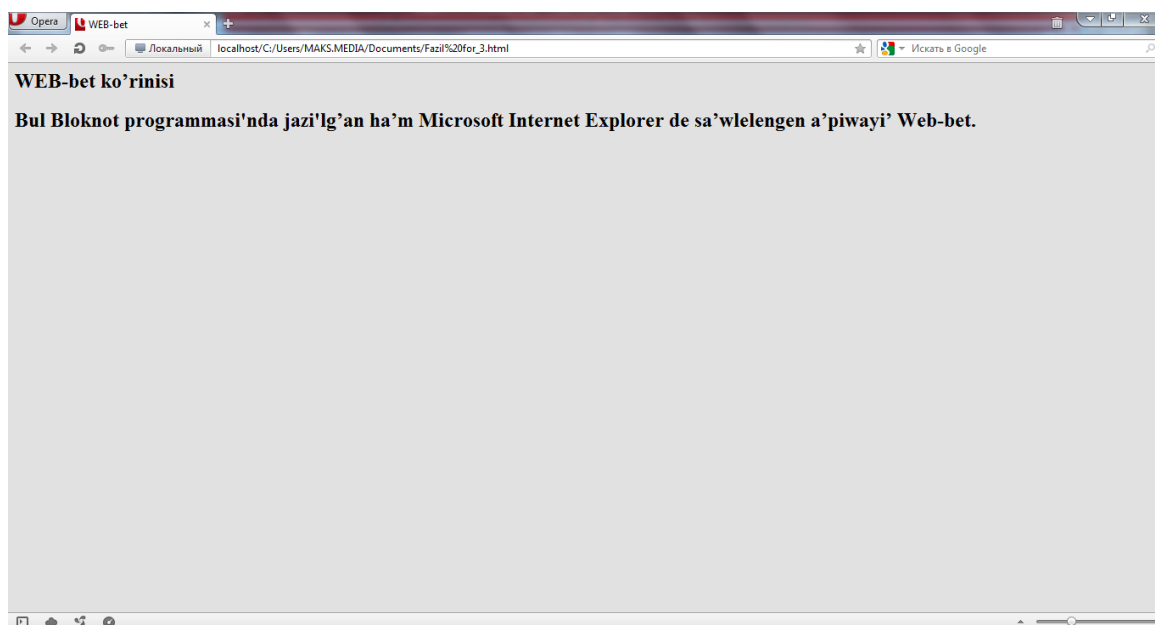 Opera
WEB-bet
Локальный
localhost/C:/Users/MAKS.MEDIA/Documents/Fazil%20for_3.html
Искать в Google
WEB-bet ko’rinisi
Bul Bloknot programmasi'nda jazi'lg’an ha’m Microsoft Internet Explorer de sa’wlelengen a’piwayi’ Web-bet.